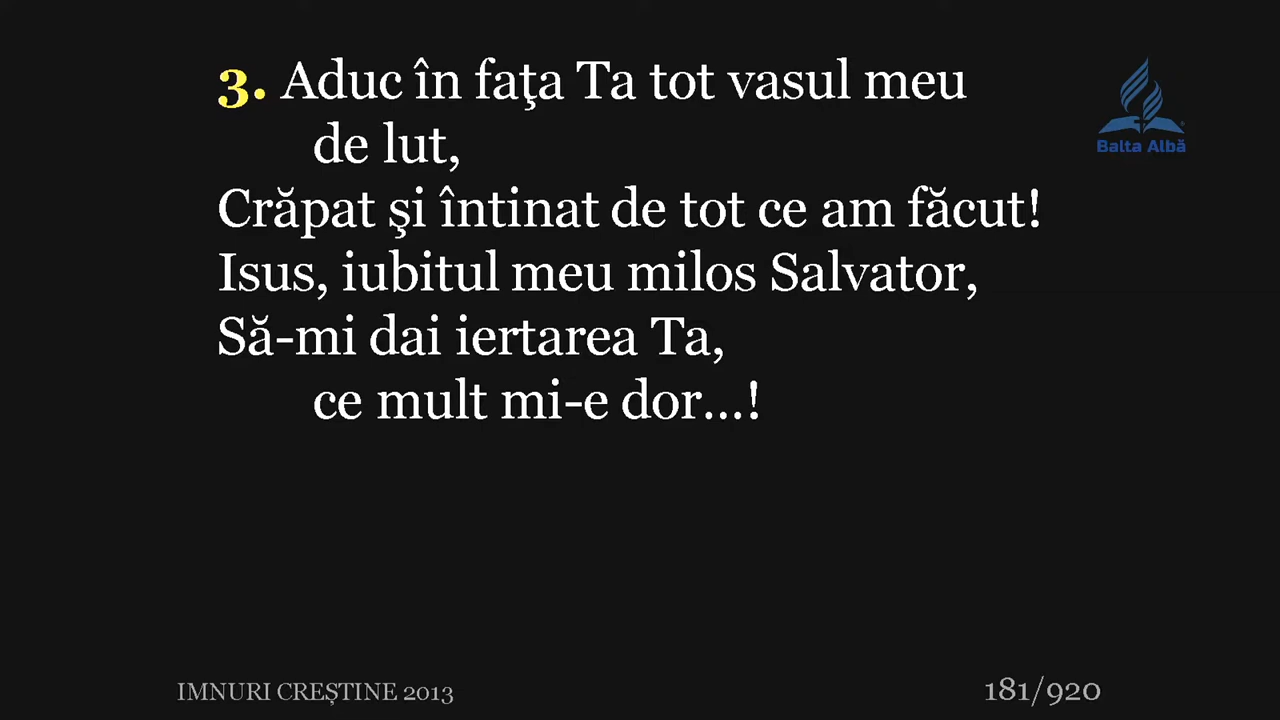 3. Aduc în faţa Ta tot vasul meu
de lut,
Crăpat şi întinat de tot ce am făcut!
Isus, iubitul meu milos Salvator,
Să-mi dai iertarea Ta,
ce mult mi-e dor...!
Balta Albă
IMNURI CREȘTINE 2013
181/920